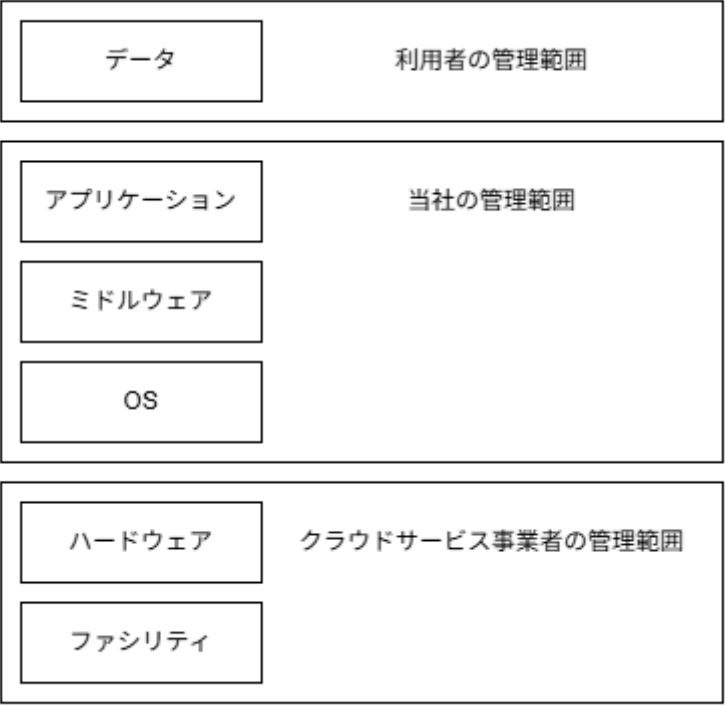 データ
利用者の管理範囲
アプリケーション
当社の管理範囲
ミドルウェア
OS
ハードウェア
クラウドサービス事業者の管理範囲
ファシリティ